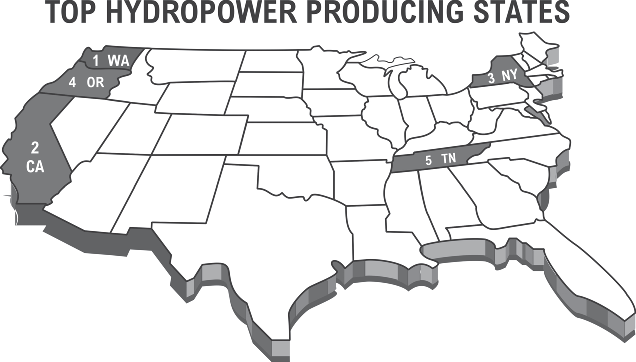 TOP HYDROPOWER PRODUCING STATES
1 WA
4 OR
3 NY
2
CA
5 TN